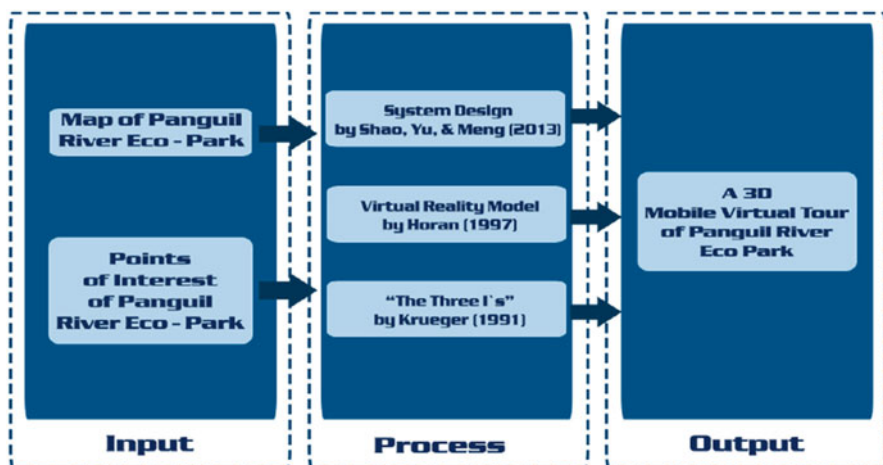 Map of Panguil
River Eco - Park
Points
of Interest
of Panguil
River Eco - Park
Input
System Design
by Shao, Yu, & Meng (2013)
Virtual Reality Model
by Horan (1997)
“The Three I`s”
by Krueger (1991)
Process
A 3D
Mobile Virtual Tour
of Panguil River
Eco Park
Output